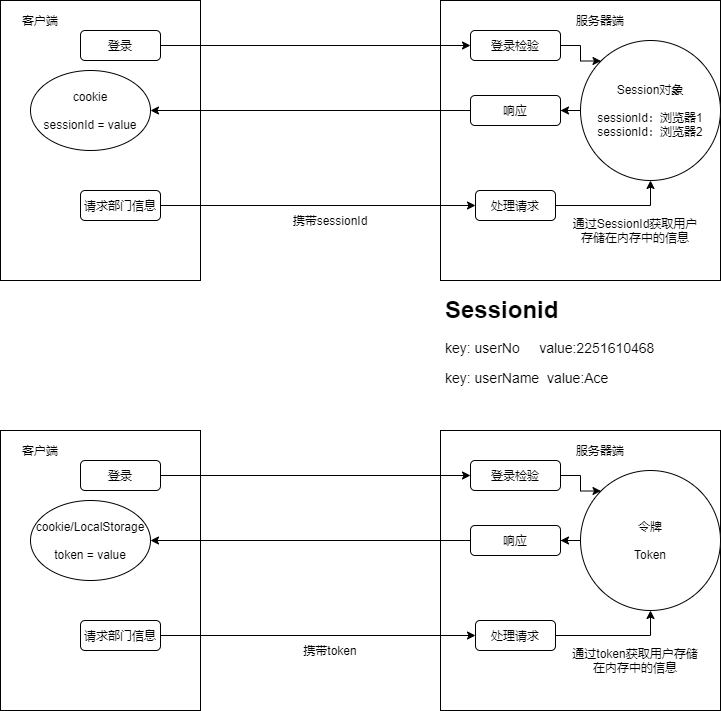 客户端
服务器端
登录
登录检验
cookie
sessionId = value
响应
Session对象
sessionId: 浏览器1
sessionId: 浏览器2
请求部门信息
携带sessionId
处理请求
通过SessionId获取用户
存储在内存中的信息
Sessionid
key: userNo value:2251610468
key: userName value:Ace
客户端
服务器端
登录
登录检验
cookie/LocalStorage
token = value
响应
令牌
Token
请求部门信息
携带token
处理请求
通过token获取用户存储
在内存中的信息